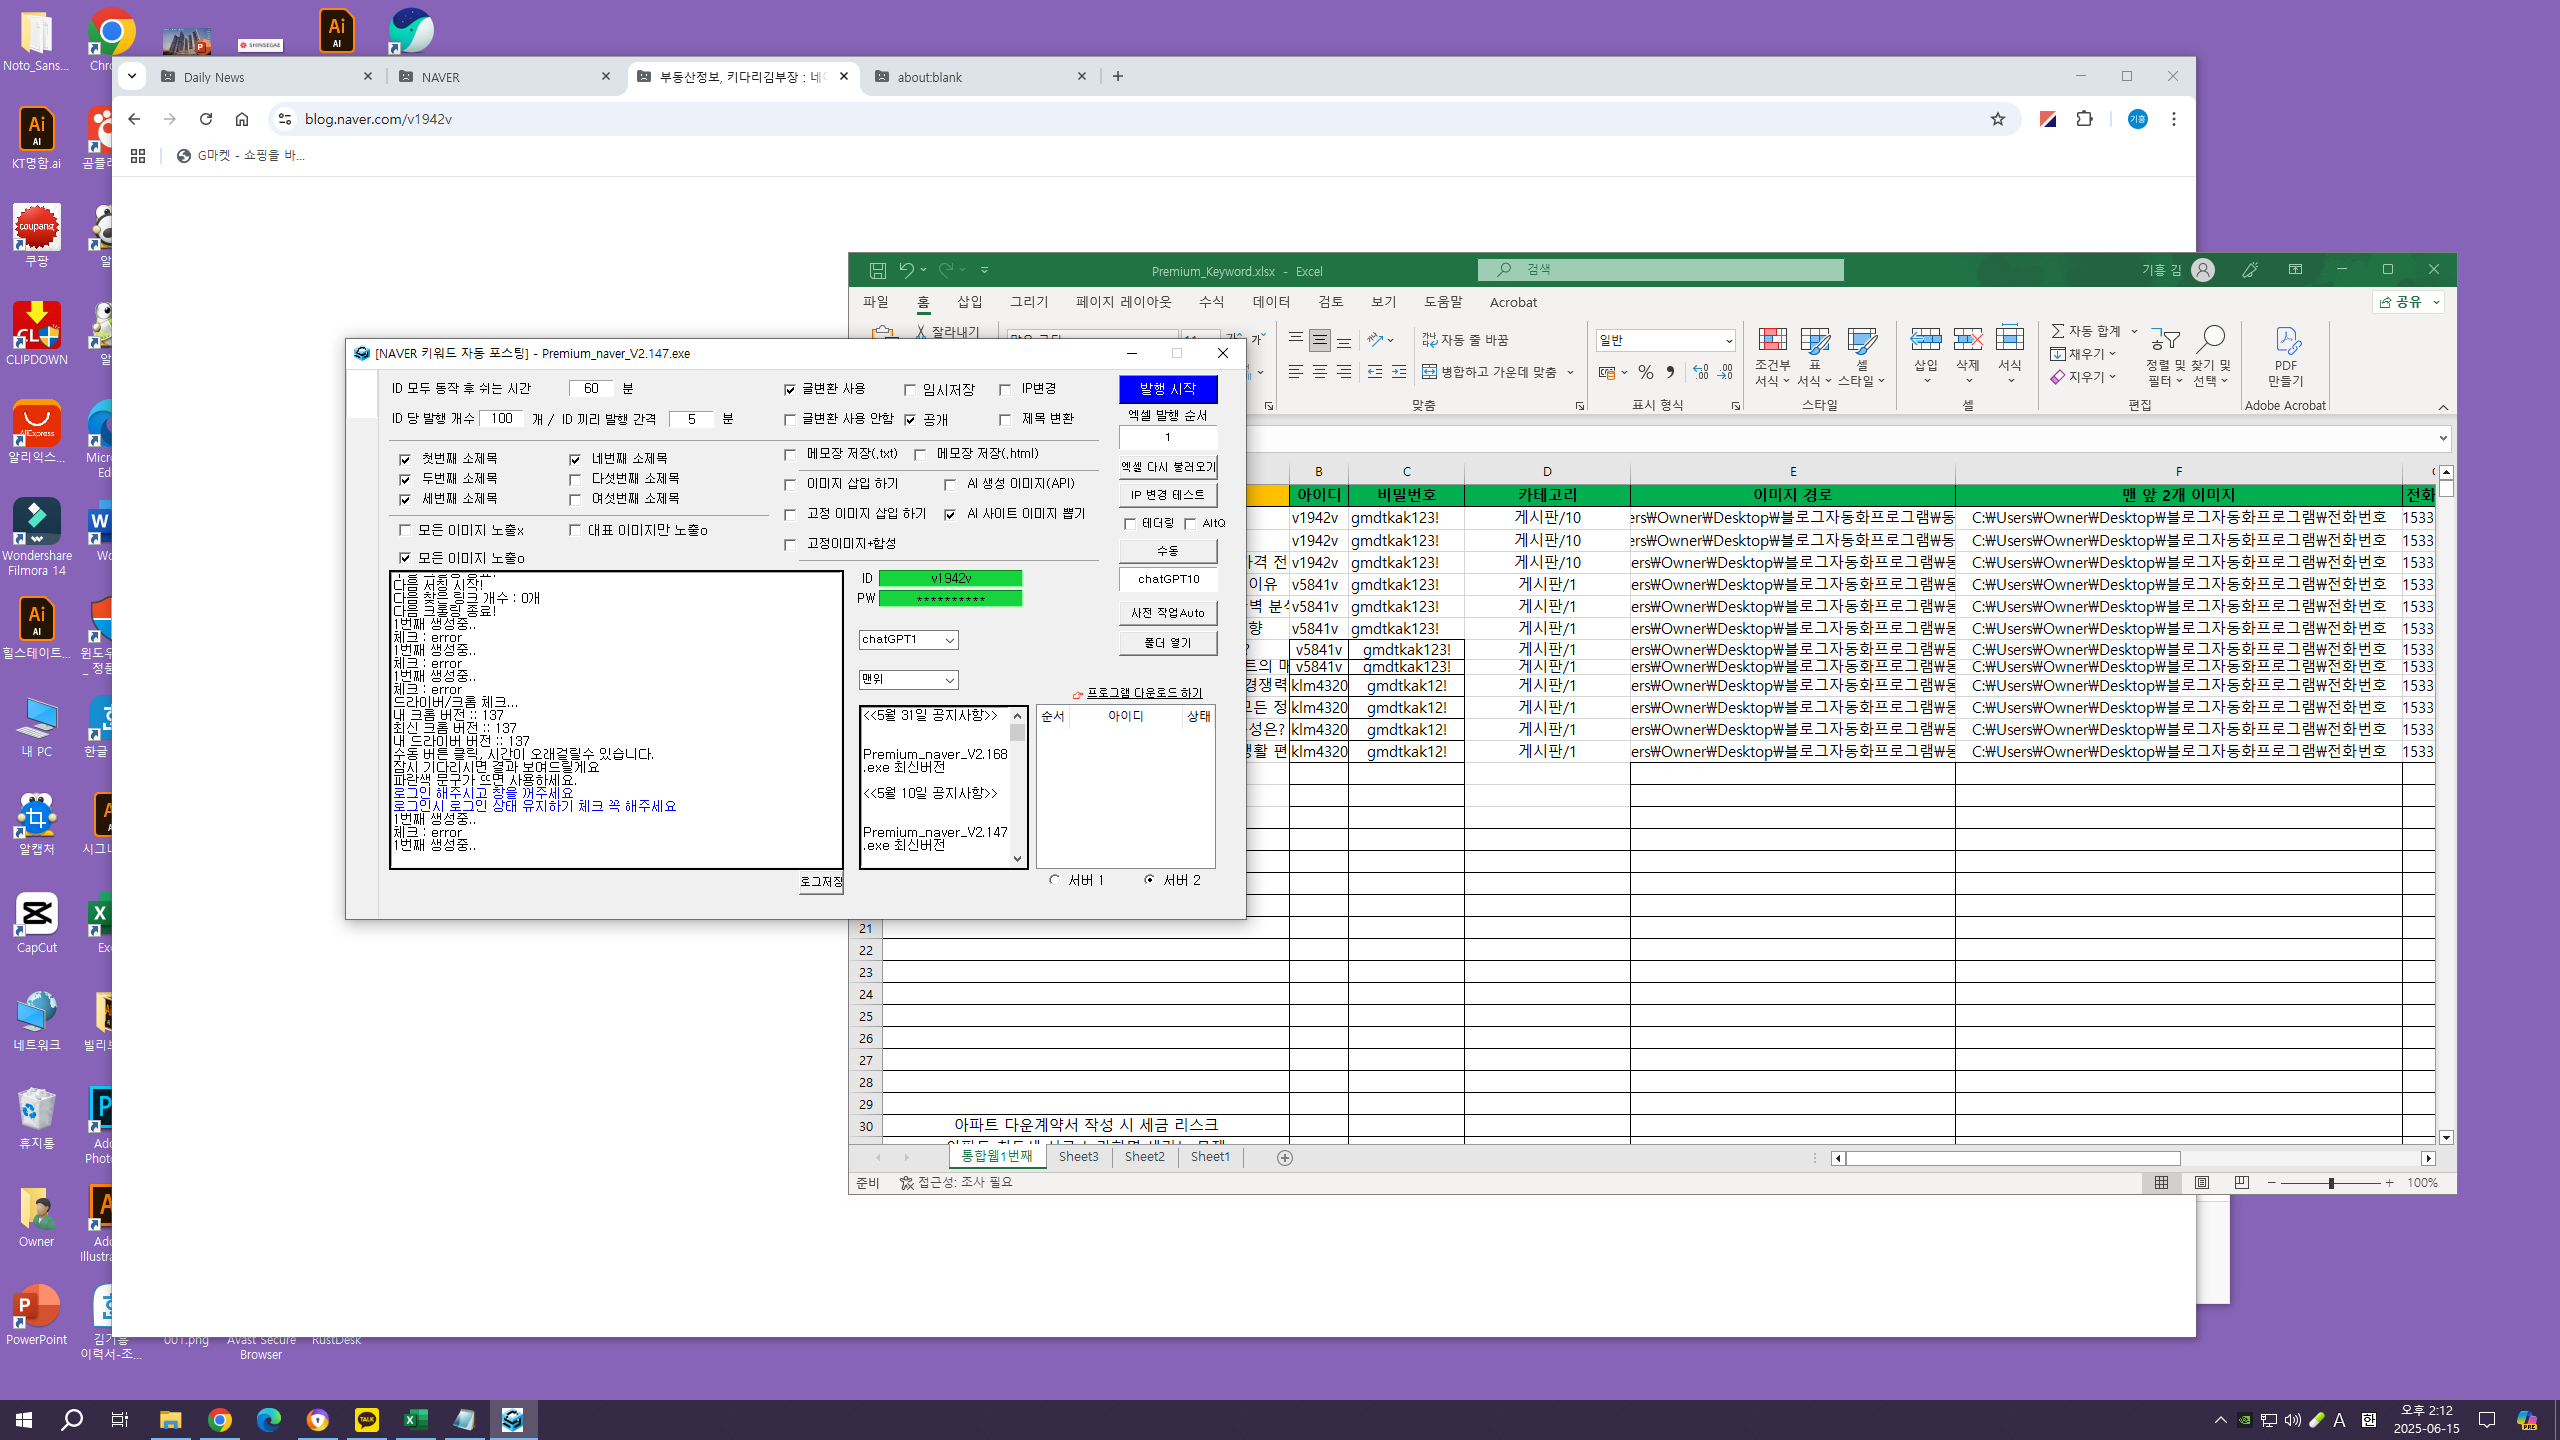 Noto_Sans...
Chro
SHINSEGAE
Ai
AI
Daily News
NAVER
부동산정보, 키다리김부장 : 네이
about:blank
blog.naver.com/v1942v
기흥
G마켓 - 쇼핑을 바...
KT명함.ai
곰플레
coupang
쿠팡
알
CLIPDOWN
알
AliExpress
알리익스...
Micro
Ed
Wondershare
Filmora 14
Wo
힐스테이트...
윈도우
_ 정품
내 PC
한글
알캡처
시그니
CapCut
Exc
네트워크
빌리브
휴지통
Ado
Photo
Owner
Ado
Illustra
PowerPoint
김기흥
이력서-조...
001.png
Avast Secure
Browser
RustDesk
Premium_Keyword.xlsx - Excel
검색
기흥 김
파일 홈 삽입 그리기 페이지 레이아웃 수식 데이터 검토 보기 도움말 Acrobat
공유
잘라내기
자동 줄 바꿈
병합하고 가운데 맞춤
맞춤
일반
표시 형식
조건부
서식
표
서식
셀
스타일
스타일
삽입 삭제 서식
셀
자동 합계
채우기
지우기
정렬 및
필터
찾기 및
선택
편집
PDF
만들기
Adobe Acrobat
B C D E F
아이디 비밀번호 카테고리 이미지 경로 맨 앞 2개 이미지 전화
v1942v gmdtkak123! 게시판/10 ers₩Owner₩Desktop₩블로그자동화프로그램₩동 C:₩Users₩Owner₩Desktop₩블로그자동화프로그램₩전화번호 1533
v1942v gmdtkak123! 게시판/10 ers₩Owner₩Desktop₩블로그자동화프로그램₩동 C:₩Users₩Owner₩Desktop₩블로그자동화프로그램₩전화번호 1533
가격 전 v1942v gmdtkak123! 게시판/10 ers₩Owner₩Desktop₩블로그자동화프로그램₩동 C:₩Users₩Owner₩Desktop₩블로그자동화프로그램₩전화번호 1533
이유 v5841v gmdtkak123! 게시판/1 ers₩Owner₩Desktop₩블로그자동화프로그램₩동 C:₩Users₩Owner₩Desktop₩블로그자동화프로그램₩전화번호 1533
벽 분석 v5841v gmdtkak123! 게시판/1 ers₩Owner₩Desktop₩블로그자동화프로그램₩동 C:₩Users₩Owner₩Desktop₩블로그자동화프로그램₩전화번호 1533
향 v5841v gmdtkak123! 게시판/1 ers₩Owner₩Desktop₩블로그자동화프로그램₩동 C:₩Users₩Owner₩Desktop₩블로그자동화프로그램₩전화번호 1533
? v5841v gmdtkak123! 게시판/1 ers₩Owner₩Desktop₩블로그자동화프로그램₩동 C:₩Users₩Owner₩Desktop₩블로그자동화프로그램₩전화번호 1533
트의 미 v5841v gmdtkak123! 게시판/1 ers₩Owner₩Desktop₩블로그자동화프로그램₩동 C:₩Users₩Owner₩Desktop₩블로그자동화프로그램₩전화번호 1533
경쟁력 klm4320 gmdtkak12! 게시판/1 ers₩Owner₩Desktop₩블로그자동화프로그램₩동 C:₩Users₩Owner₩Desktop₩블로그자동화프로그램₩전화번호 1533
모든 정 klm4320 gmdtkak12! 게시판/1 ers₩Owner₩Desktop₩블로그자동화프로그램₩동 C:₩Users₩Owner₩Desktop₩블로그자동화프로그램₩전화번호 1533
성은? klm4320 gmdtkak12! 게시판/1 ers₩Owner₩Desktop₩블로그자동화프로그램₩동 C:₩Users₩Owner₩Desktop₩블로그자동화프로그램₩전화번호 1533
생활 편 klm4320 gmdtkak12! 게시판/1 ers₩Owner₩Desktop₩블로그자동화프로그램₩동 C:₩Users₩Owner₩Desktop₩블로그자동화프로그램₩전화번호 1533
21
22
23
24
25
26
27
28
29
30 아파트 다운계약서 작성 시 세금 리스크
통합웰1번째 Sheet3 Sheet2 Sheet1
준비 접근성: 조사 필요
100%
[NAVER 키워드 자동 포스팅] - Premium_naver_V2.147.exe
ID 모두 동작 후 쉬는 시간 60 분
ID 당 발행 개수 100 개 / ID 끼리 발행 간격 5 분
글변환 사용 임시저장 IP변경
글변환 사용 안함 공개 제목 변환
발행 시작
엑셀 발행 순서
1
엑셀 다시 불러오기
IP 변경 테스트
테더링 AltQ
수동
chatGPT10
사전 작업Auto
폴더 열기
첫번째 소제목 네번째 소제목
두번째 소제목 다섯번째 소제목
세번째 소제목 여섯번째 소제목
모든 이미지 노출x 대표 이미지만 노출o
모든 이미지 노출o
메모장 저장(.txt) 메모장 저장(.html)
이미지 삽입 하기 AI 생성 이미지(API)
고정 이미지 삽입 하기 AI 사이트 이미지 뽑기
고정이미지+합성
ID v1942v
PW **********
chatGPT1
맨위
프로그램 다운로드 하기
다음 서칭 시작!
다음 찾은 링크 개수 : 0개
다음 크롤링 종료!
1번째 생성중..
체크 : error
1번째 생성중..
체크 : error
1번째 생성중..
체크 : error
드라이버/크롬 체크...
내 크롬 버전 :: 137
최신 크롬 버전 :: 137
내 드라이버 버전 :: 137
수동 버튼 클릭, 시간이 오래걸릴수 있습니다.
잠시 기다리시면 결과 보여드릴게요
파란색 문구가 뜨면 사용하세요.
로그인 해주시고 창을 꺼주세요
로그인시 로그인 상태 유지하기 체크 꼭 해주세요
1번째 생성중..
체크 : error
1번째 생성중..
로그저장
<<5월 31일 공지사항>>
Premium_naver_V2.168
.exe 최신버전
<<5월 10일 공지사항>>
Premium_naver_V2.147
.exe 최신버전
순서 아이디 상태
서버 1 서버 2
TALK
A 한
오후 2:12
2025-06-15
PRE